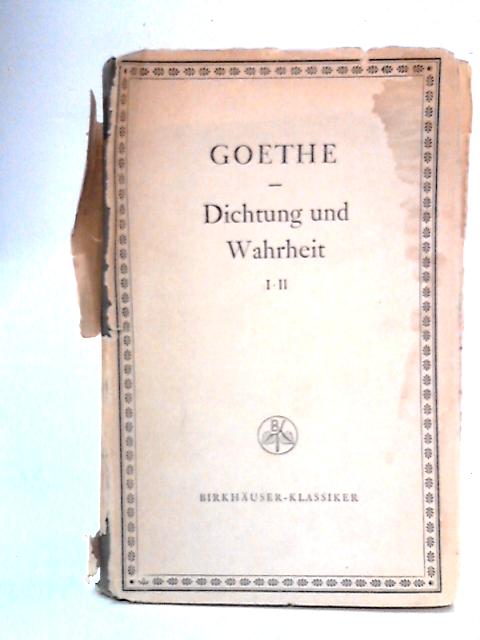 GOETHE
Dichtung und
Wahrheit
I·II
B
BIRKHÄUSER-KLASSIKER